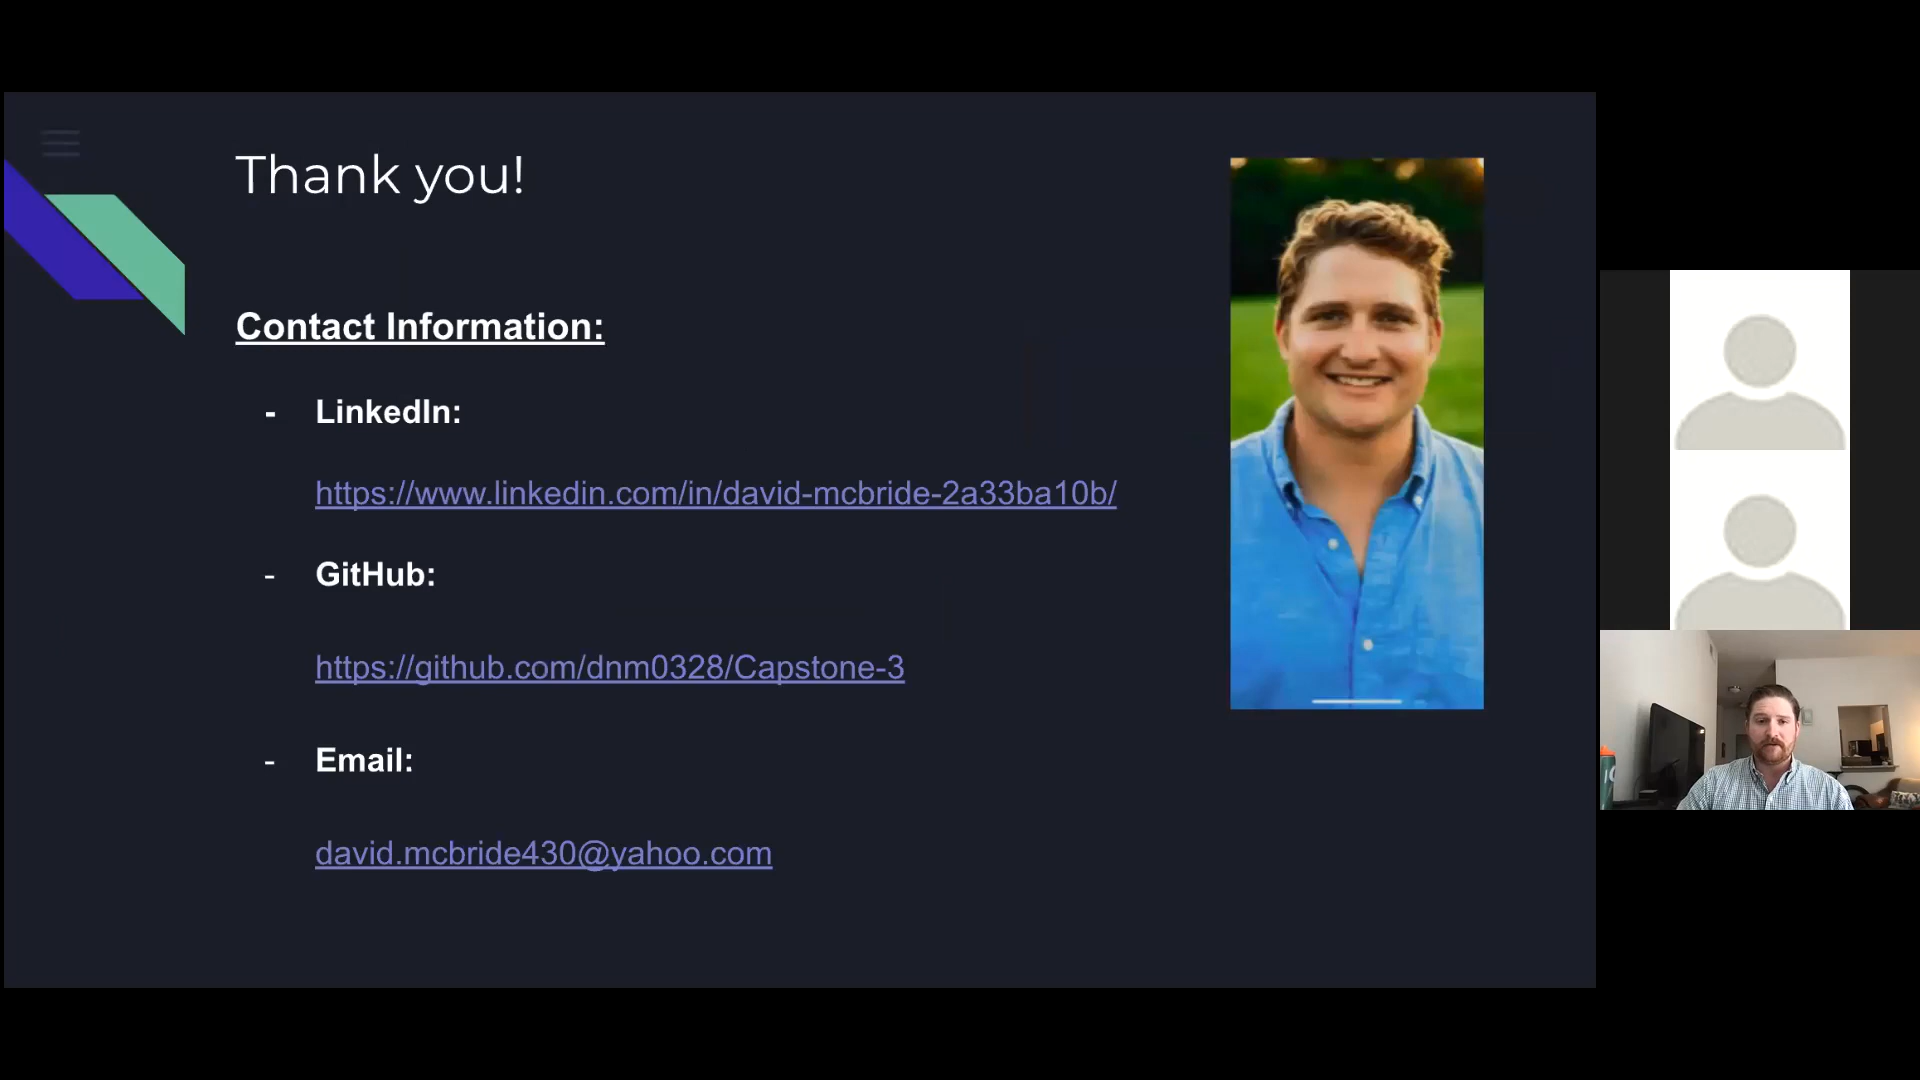 Thank you!
Contact Information:
- LinkedIn:
https://www.linkedin.com/in/david-mcbride-2a33ba10b/
- GitHub:
https://github.com/dnm0328/Capstone-3
- Email:
david.mcbride430@yahoo.com